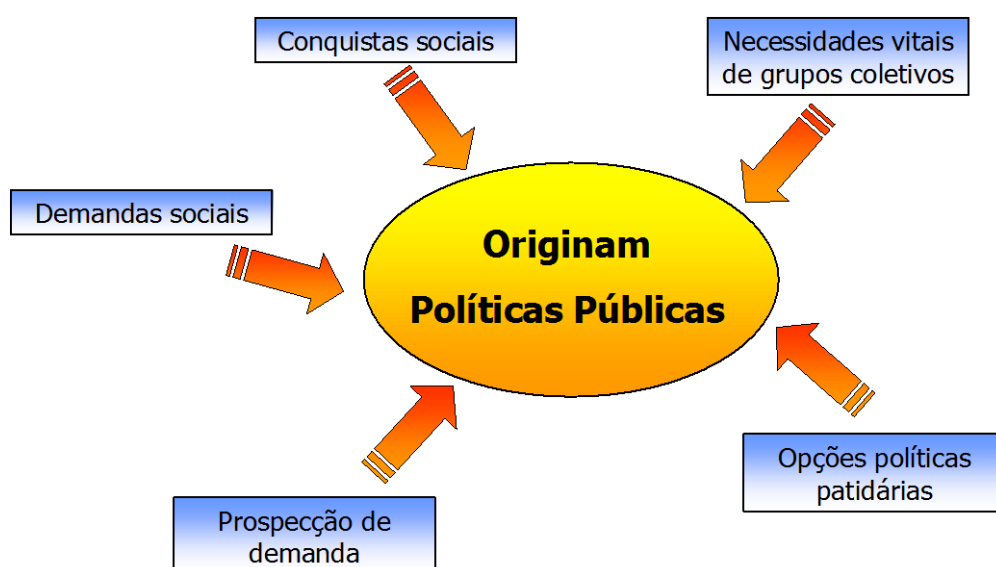 Conquistas sociais
Necessidades vitais
de grupos coletivos
Demandas sociais
Originam
Políticas Públicas
Opções políticas
patidárias
Prospecção de
demanda